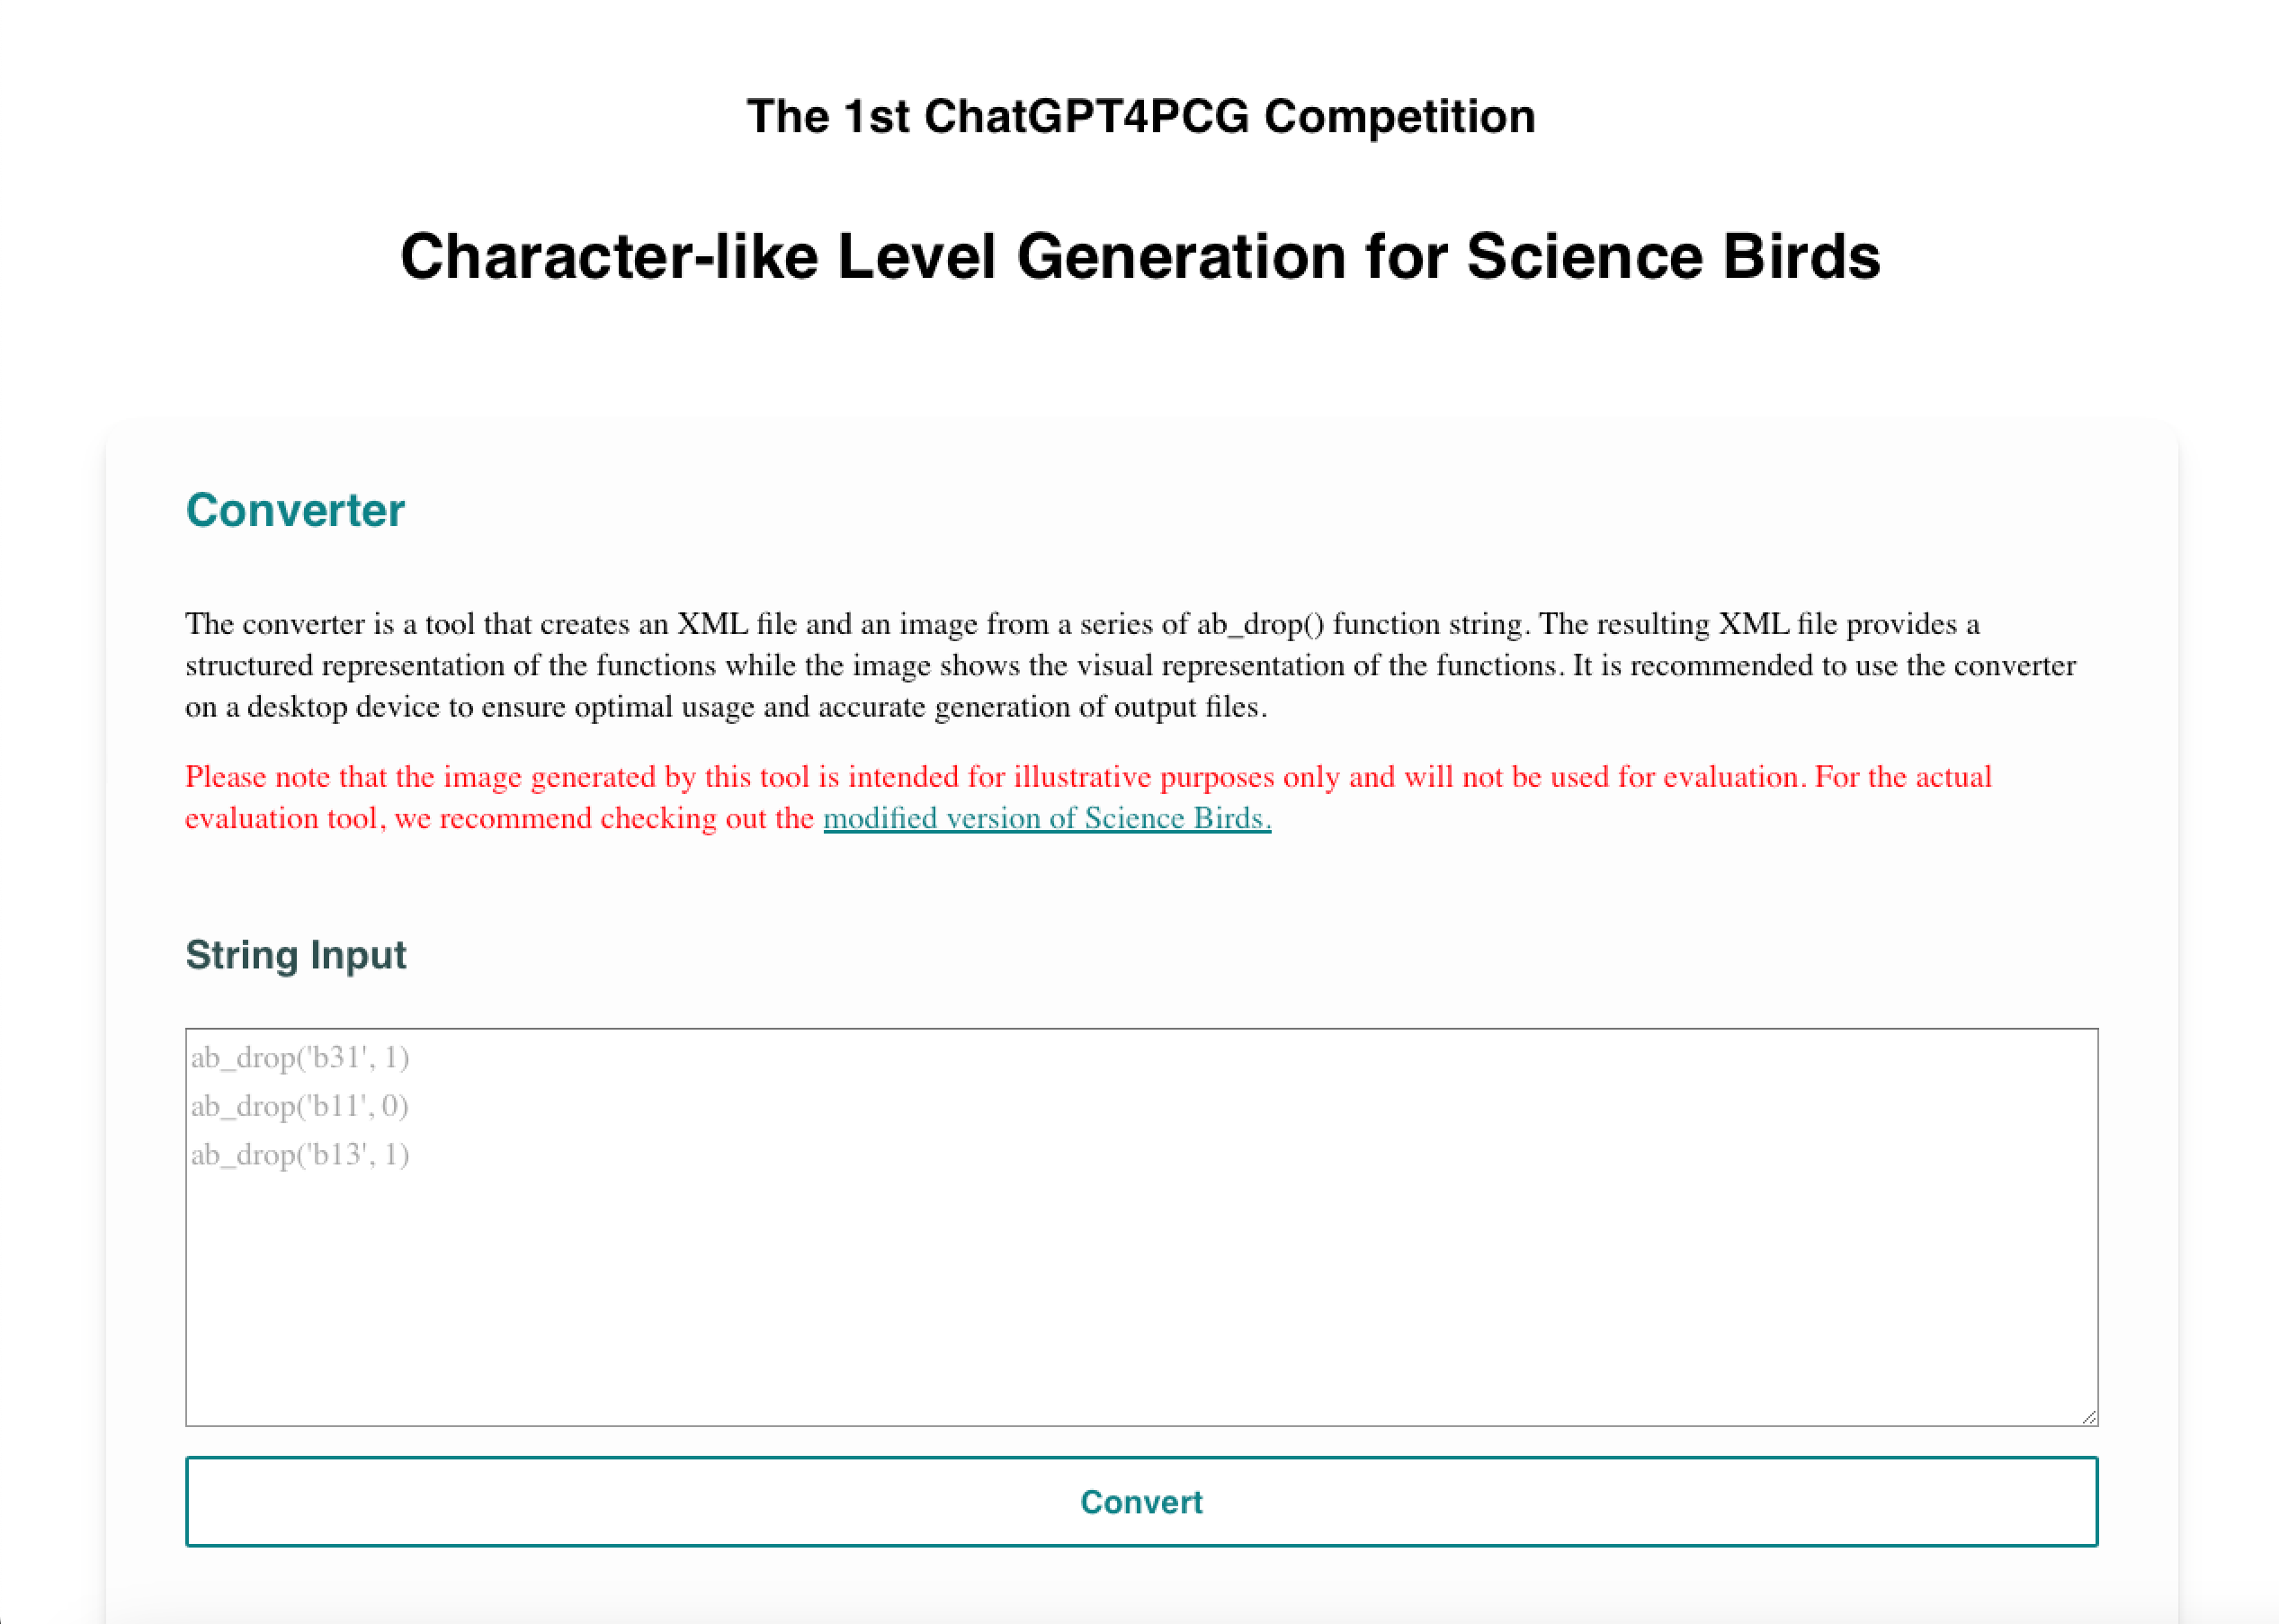 The 1st ChatGPT4PCG Competition
Character-like Level Generation for Science Birds
Converter
The converter is a tool that creates an XML file and an image from a series of ab_drop() function string. The resulting XML file provides a
structured representation of the functions while the image shows the visual representation of the functions. It is recommended to use the converter
on a desktop device to ensure optimal usage and accurate generation of output files.
Please note that the image generated by this tool is intended for illustrative purposes only and will not be used for evaluation. For the actual
evaluation tool, we recommend checking out the modified version of Science Birds.
String Input
ab_drop('b31', 1)
ab_drop('b11', 0)
ab_drop('b13', 1)
Convert